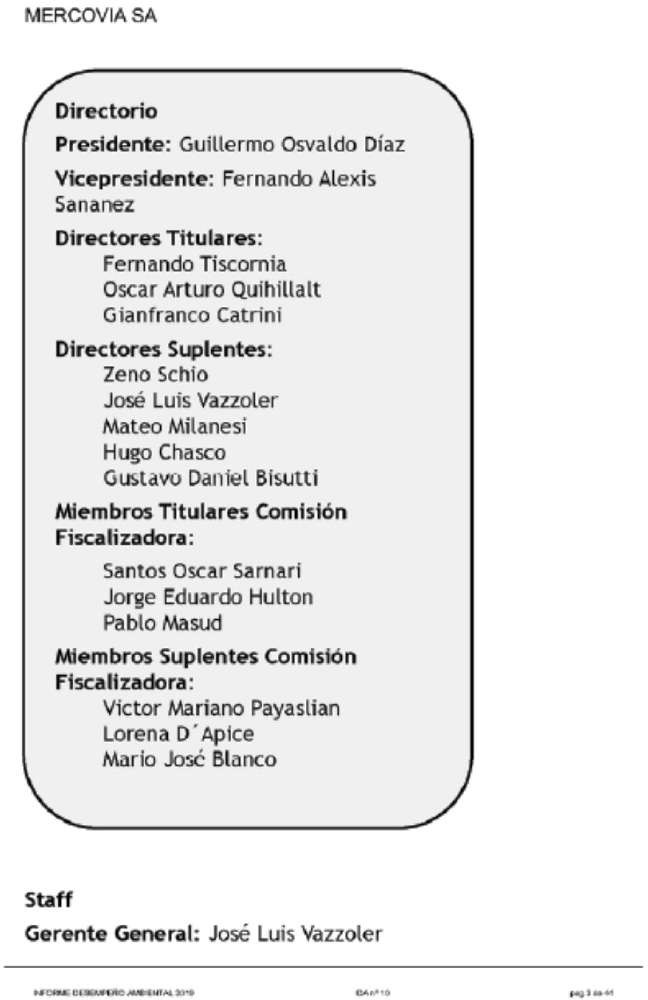 MERCOVIA SA
Directorio
Presidente: Guillermo Osvaldo Díaz
Vicepresidente: Fernando Alexis
Sananez
Directores Titulares:
Fernando Tiscornia
Oscar Arturo Quihillalt
Gianfranco Catrini
Directores Suplentes:
Zeno Schio
José Luis Vazzoler
Mateo Milanesi
Hugo Chasco
Gustavo Daniel Bisutti
Miembros Titulares Comisión
Fiscalizadora:
Santos Oscar Sarnari
Jorge Eduardo Hulton
Pablo Masud
Miembros Suplentes Comisión
Fiscalizadora:
Victor Mariano Payaslian
Lorena D´Apice
Mario José Blanco
Staff
Gerente General: José Luis Vazzoler
INFORME DESEMPEÑO AMBIENTAL 2019 nº 10 pag.3